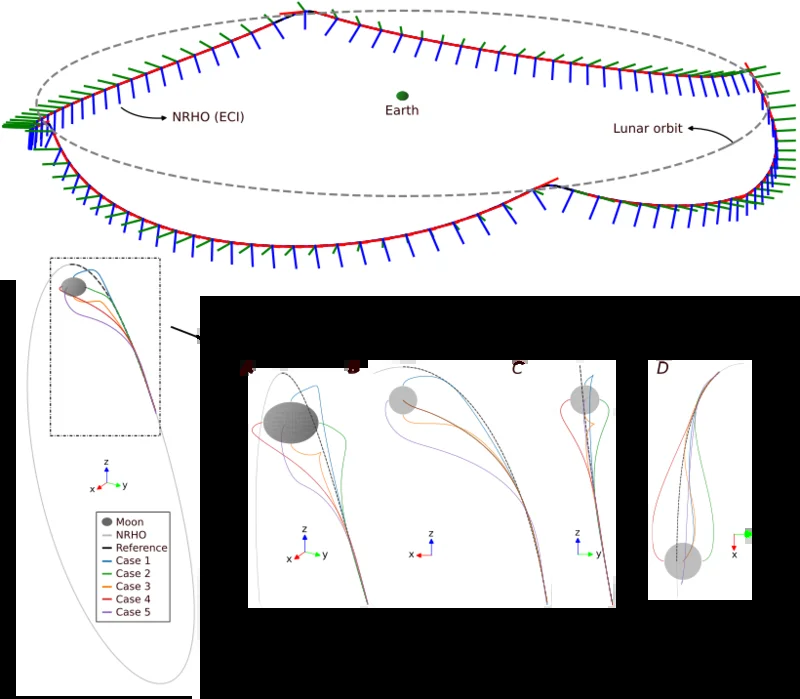 Earth
NRHO (ECI)
Lunar orbit
z
x
y
Moon
NRHO
Reference
Case 1
Case 2
Case 3
Case 4
Case 5
A
B
C
D
z
x
y
z
x
z
y
x